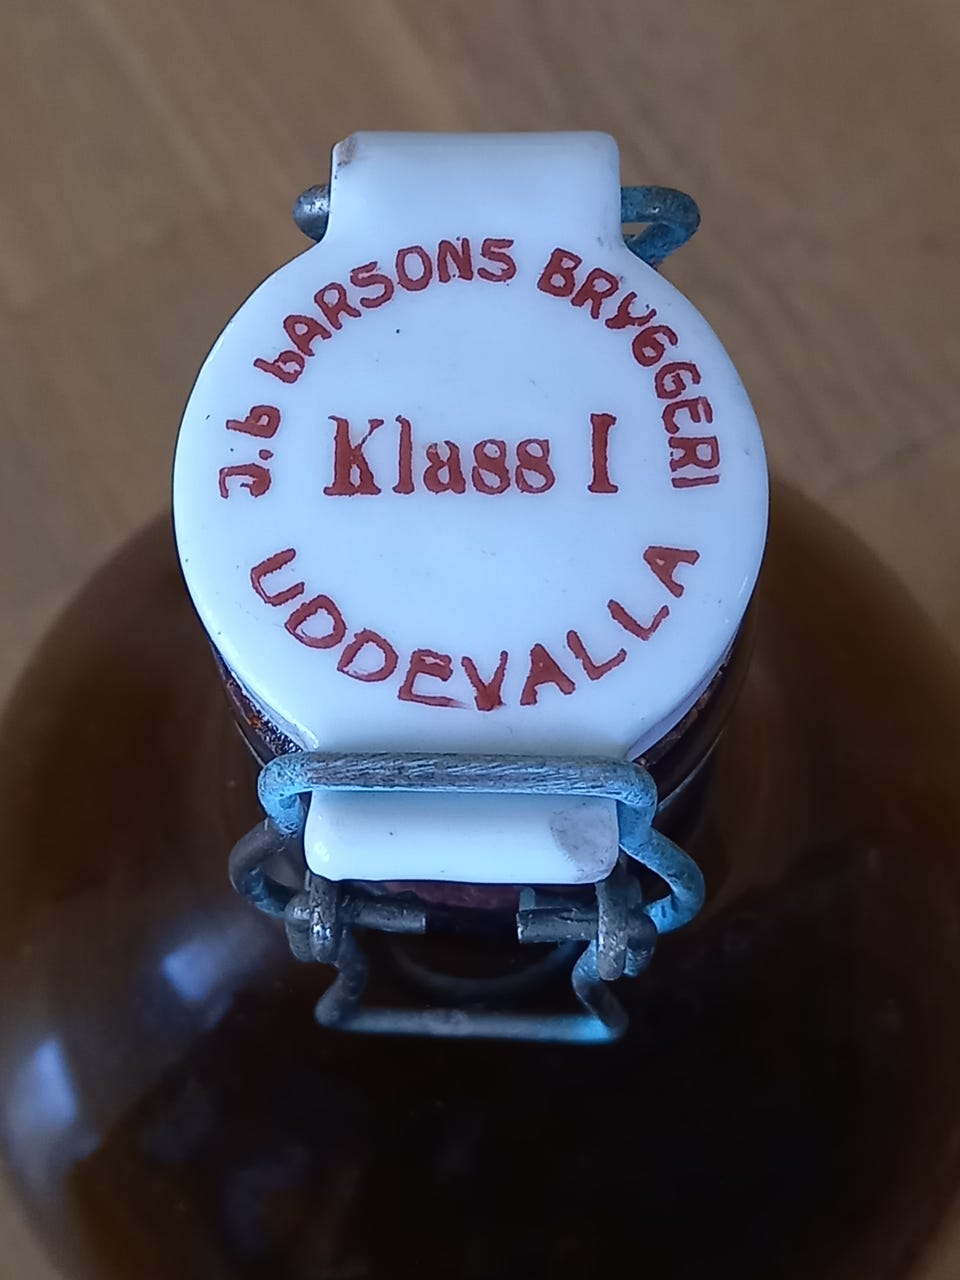 J.L LARSONS BRYGGERI
Klass I
UDDEVALLA